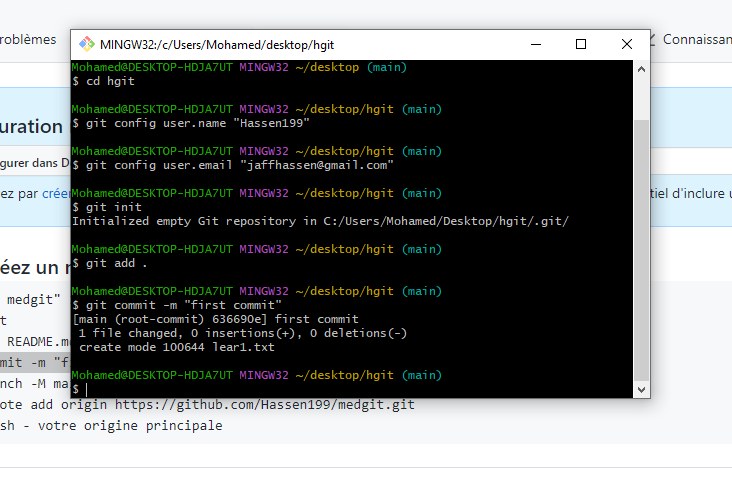 MINGW32:/c/Users/Mohamed/desktop/hgit
Mohamed@DESKTOP-HDJA7UT MINGW32 ~/desktop (main)
$ cd hgit
Mohamed@DESKTOP-HDJA7UT MINGW32 ~/desktop/hgit (main)
$ git config user.name "Hassen199"
Mohamed@DESKTOP-HDJA7UT MINGW32 ~/desktop/hgit (main)
$ git config user.email "jaffhassen@gmail.com"
Mohamed@DESKTOP-HDJA7UT MINGW32 ~/desktop/hgit (main)
$ git init
Initialized empty Git repository in C:/Users/Mohamed/Desktop/hgit/.git/
Mohamed@DESKTOP-HDJA7UT MINGW32 ~/desktop/hgit (main)
$ git add .
Mohamed@DESKTOP-HDJA7UT MINGW32 ~/desktop/hgit (main)
$ git commit -m "first commit"
[main (root-commit) 636690e] first commit
1 file changed, 0 insertions(+), 0 deletions(-)
create mode 100644 lear1.txt
Mohamed@DESKTOP-HDJA7UT MINGW32 ~/desktop/hgit (main)
$
roblèmes
Connaissan
uration
gurer dans D
ez par créer
tiel d'inclure u
éez un n
medgit"
t
README.m
mit -m "f
nch -M ma
ote add origin https://github.com/Hassen199/medgit.git
sh - votre origine principale